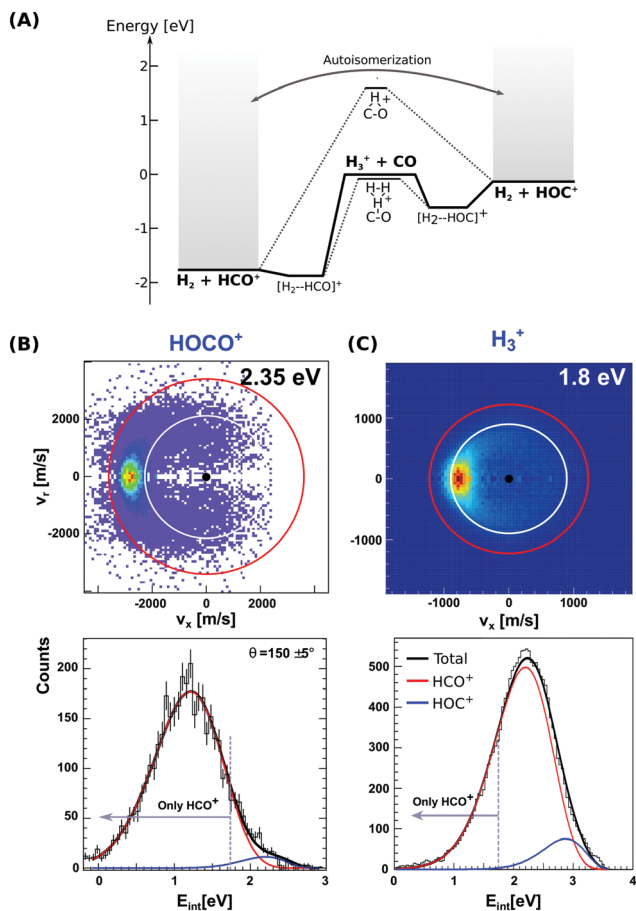 (A)
Energy [eV]
Autoisomerization
2
1
0
-1
-2
H +
C-O
H₃⁺ + CO
H-H
H+
C-O
H₂ + HOC⁺
[H2--HOC]⁺
H₂ + HCO⁺
[H₂--HCO]⁺
(B)
HOCO⁺
2.35 eV
2000
0
-2000
vr [m/s]
-2000 0 2000
vx [m/s]
(C)
H₃⁺
1.8 eV
1000
0
-1000
-1000 0 1000
vx [m/s]
Counts
200
150
100
50
0
θ=150 ±5°
Only HCO⁺
0 1 2 3
Eint[eV]
500
400
300
200
100
0
Total
HCO⁺
HOC⁺
Only HCO⁺
0 1 2 3 4
Eint[eV]